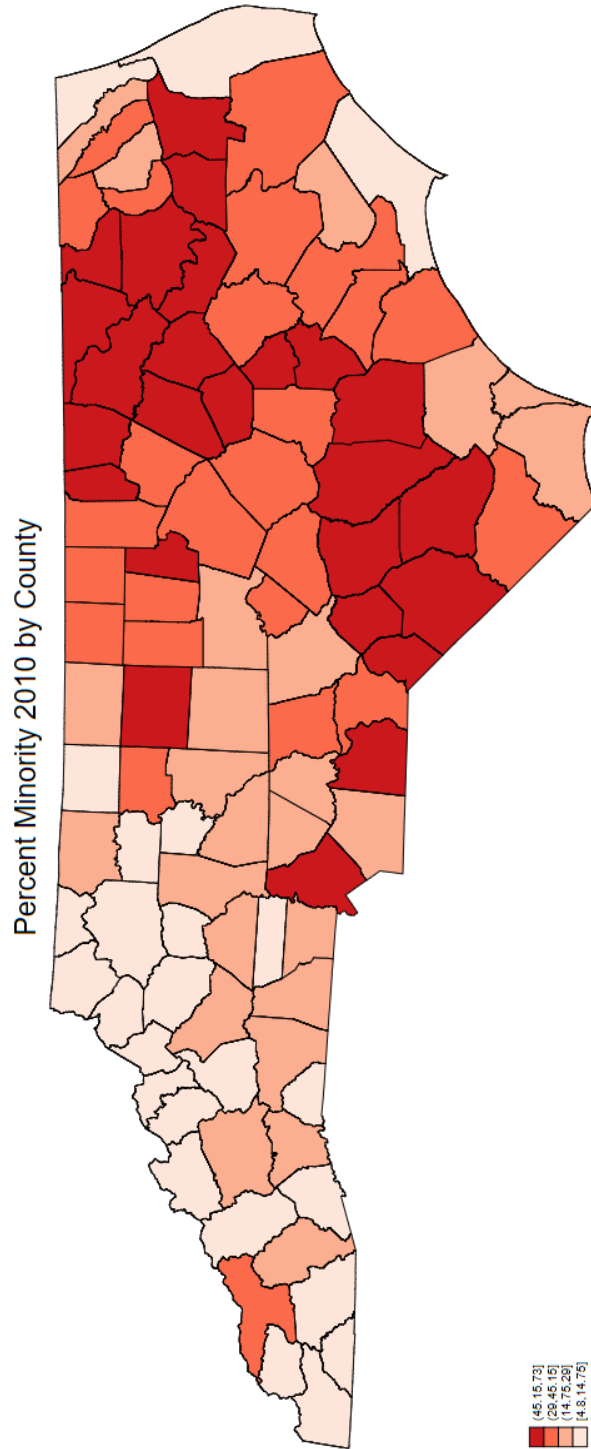 Percent Minority 2010 by County
(45.15,73]
(29,45.15]
(14.75,29]
[4.8,14.75]